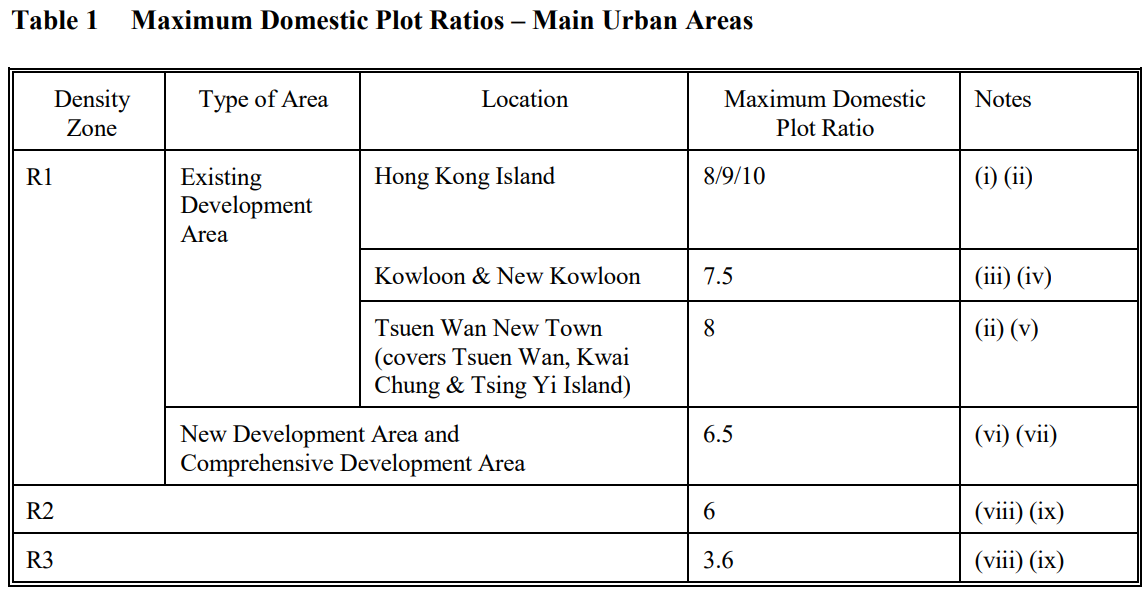 Table 1 Maximum Domestic Plot Ratios – Main Urban Areas
Density
Zone
Type of Area
Location
Maximum Domestic
Plot Ratio
Notes
R1
Existing
Development
Area
Hong Kong Island
8/9/10
(i) (ii)
Kowloon & New Kowloon
7.5
(iii) (iv)
Tsuen Wan New Town
(covers Tsuen Wan, Kwai
Chung & Tsing Yi Island)
8
(ii) (v)
New Development Area and
Comprehensive Development Area
6.5
(vi) (vii)
R2
6
(viii) (ix)
R3
3.6
(viii) (ix)